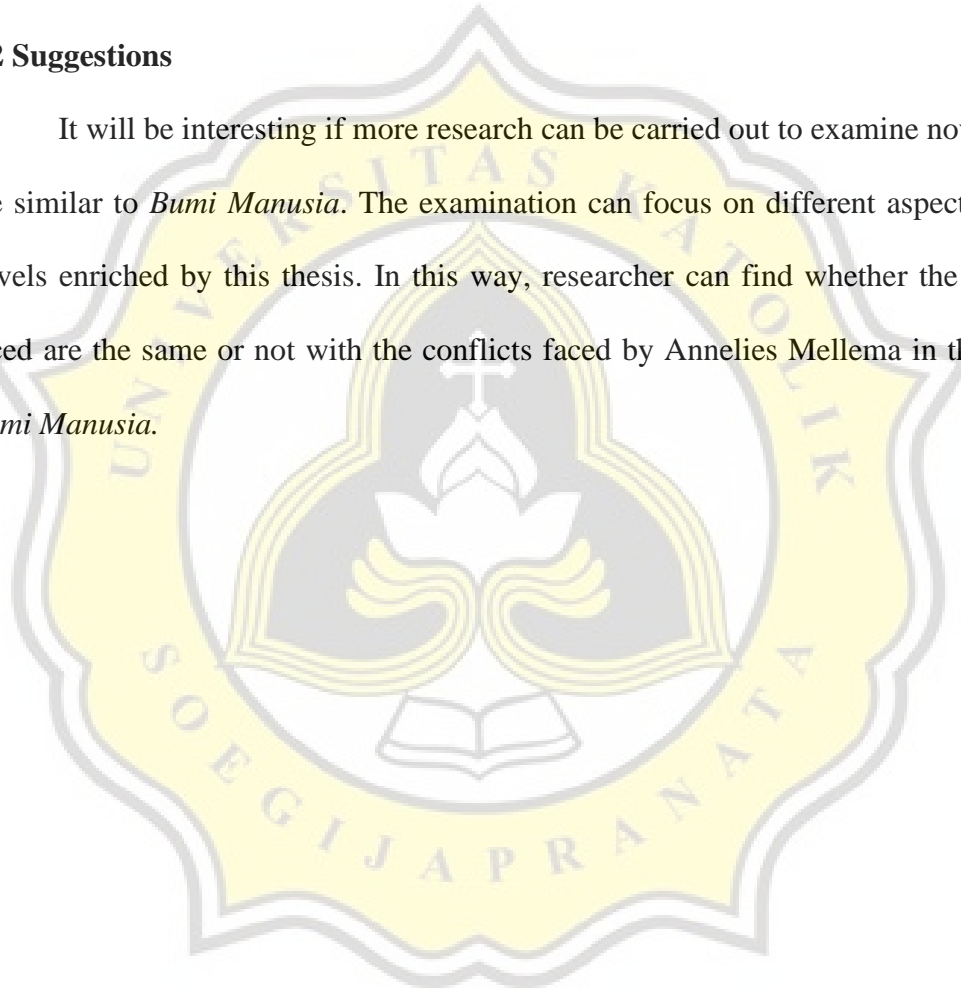 2 Suggestions
It will be interesting if more research can be carried out to examine no
e similar to Bumi Manusia. The examination can focus on different aspect
vels enriched by this thesis. In this way, researcher can find whether the
ced are the same or not with the conflicts faced by Annelies Mellema in th
mi Manusia.
UNIVERSITAS KATOLIK
SOEGIJAPRANATA